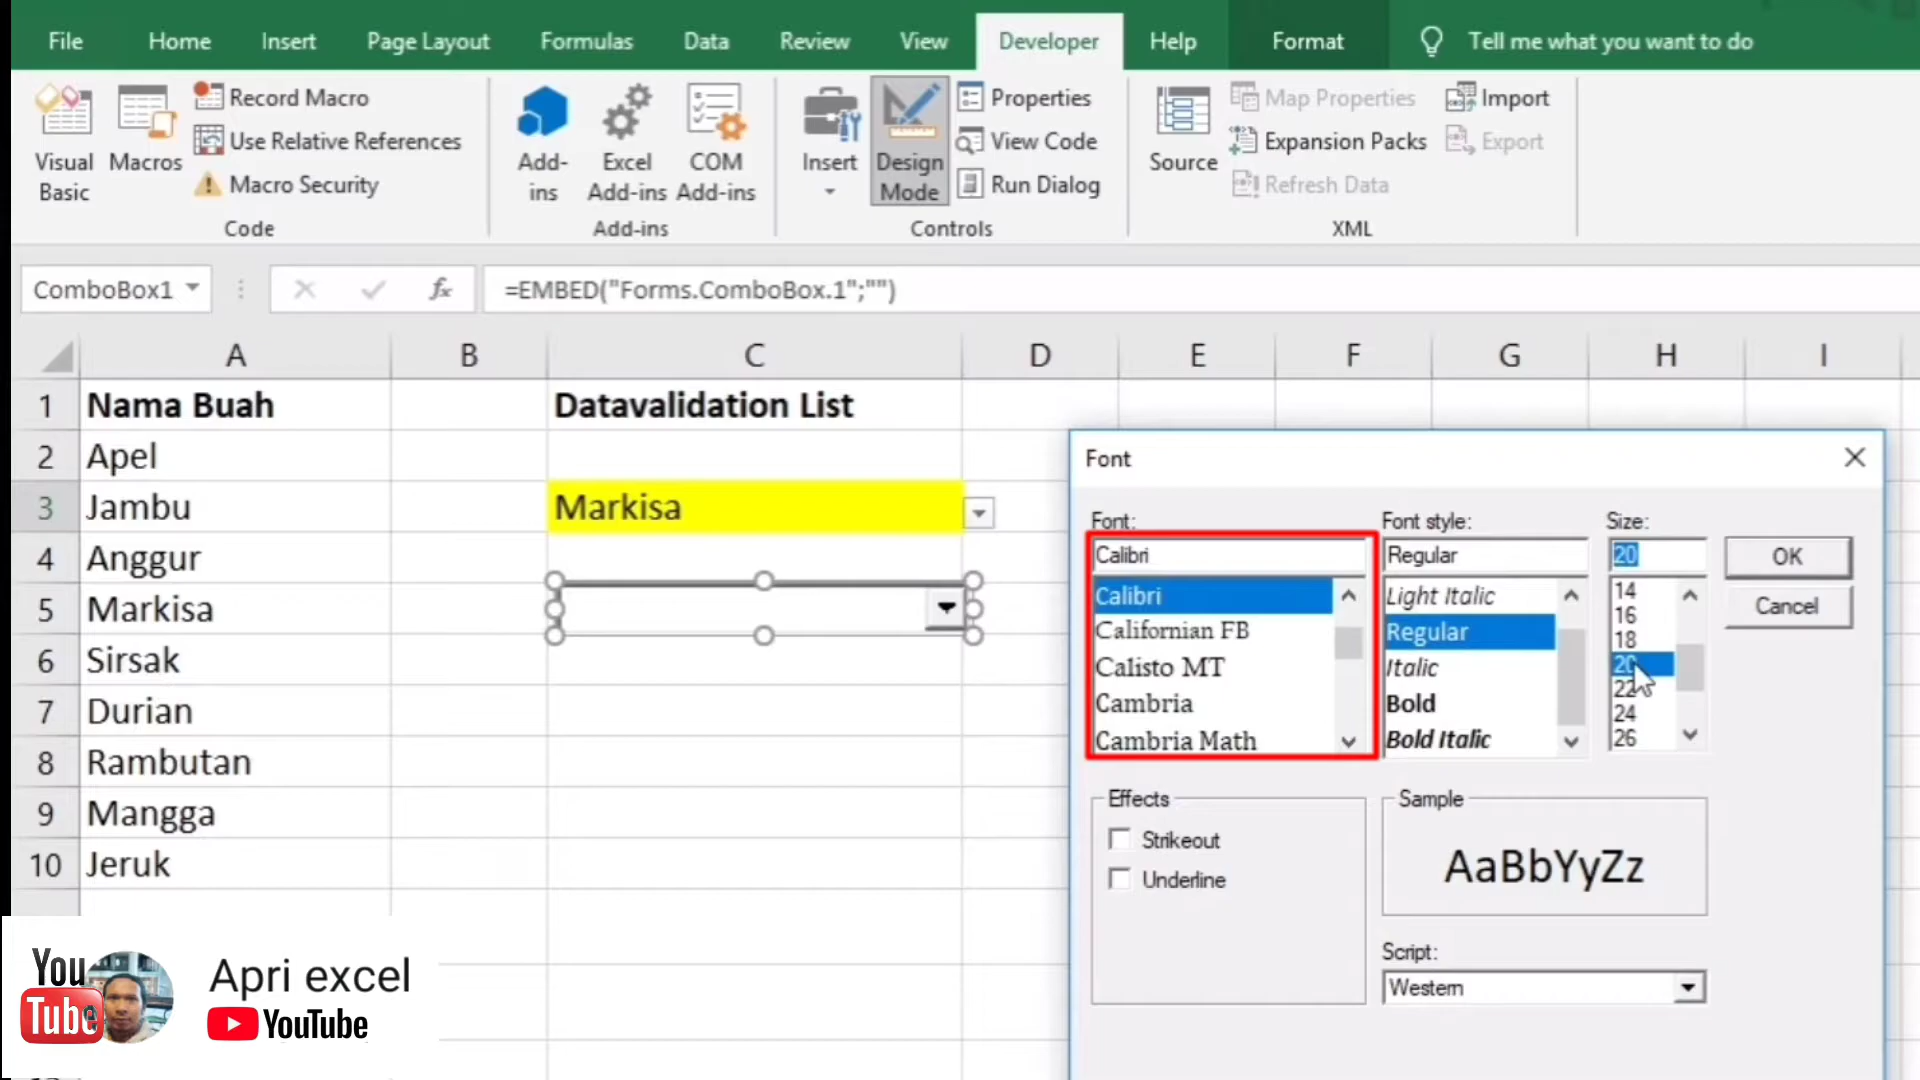 File Home Insert Page Layout Formulas Data Review View Developer Help Format Tell me what you want to do
Visual Basic
Macros
Record Macro
Use Relative References
Macro Security
Code
Add-ins
Excel Add-ins
COM Add-ins
Add-ins
Insert
Design Mode
Properties
View Code
Run Dialog
Controls
Source
Map Properties
Expansion Packs
Refresh Data
Import
Export
XML
ComboBox1
fx
=EMBED("Forms.ComboBox.1";"")
A B C D E F G H I
1 Nama Buah Datavalidation List
2 Apel
3 Jambu Markisa
4 Anggur
5 Markisa
6 Sirsak
7 Durian
8 Rambutan
9 Mangga
10 Jeruk
Font
Font:
Calibri
Calibri
Californian FB
Calisto MT
Cambria
Cambria Math
Font style:
Regular
Light Italic
Regular
Italic
Bold
Bold Italic
Size:
20
14
16
18
20
22
24
26
OK
Cancel
Effects
Strikeout
Underline
Sample
AaBbYyZz
Script:
Western
You
Tube
Apri excel
YouTube